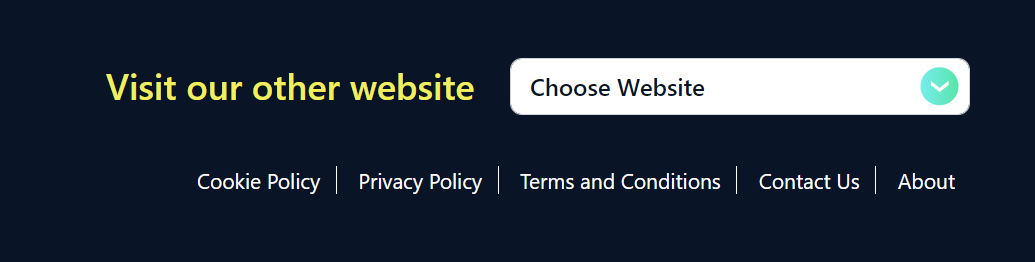 Visit our other website Choose Website
Cookie Policy Privacy Policy Terms and Conditions Contact Us About